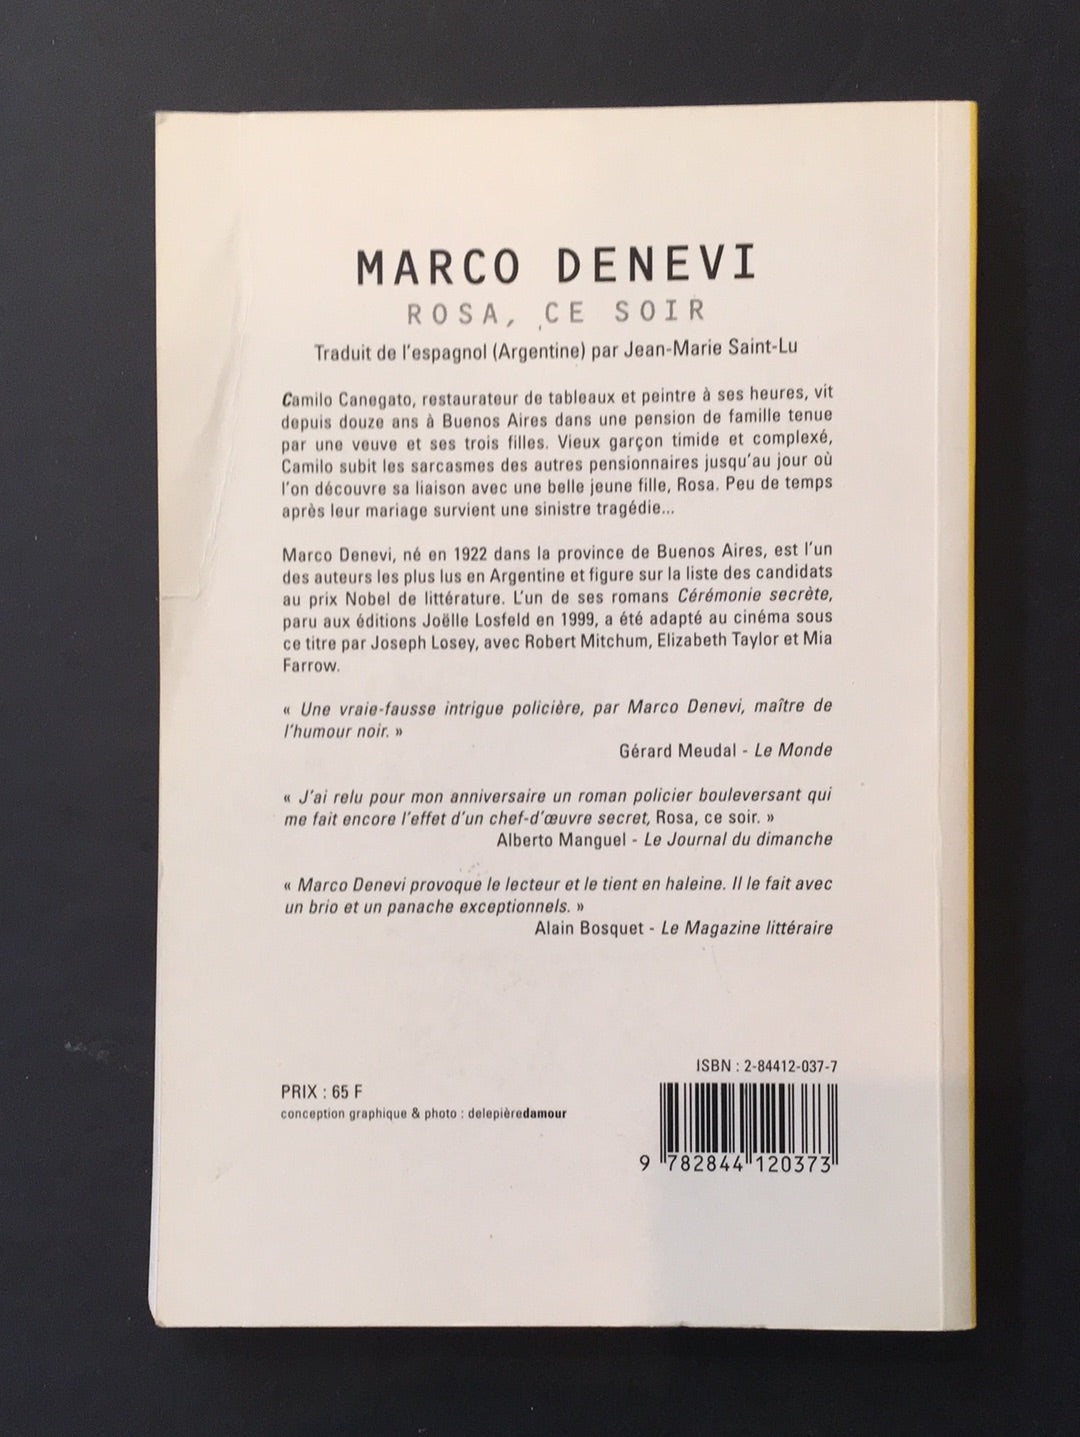 MARCO DENEVI
ROSA, CE SOIR
Traduit de l'espagnol (Argentine) par Jean-Marie Saint-Lu
Camilo Canegato, restaurateur de tableaux et peintre à ses heures, vit
depuis douze ans à Buenos Aires dans une pension de famille tenue
par une veuve et ses trois filles. Vieux garçon timide et complexé,
Camilo subit les sarcasmes des autres pensionnaires jusqu'au jour où
l'on découvre sa liaison avec une belle jeune fille, Rosa. Peu de temps
après leur mariage survient une sinistre tragédie...
Marco Denevi, né en 1922 dans la province de Buenos Aires, est l'un
des auteurs les plus lus en Argentine et figure sur la liste des candidats
au prix Nobel de littérature. L'un de ses romans Cérémonie secrète,
paru aux éditions Joëlle Losfeld en 1999, a été adapté au cinéma sous
ce titre par Joseph Losey, avec Robert Mitchum, Elizabeth Taylor et Mia
Farrow.
« Une vraie-fausse intrigue policière, par Marco Denevi, maître de
l'humour noir. »
Gérard Meudal - Le Monde
« J'ai relu pour mon anniversaire un roman policier bouleversant qui
me fait encore l'effet d'un chef-d'œuvre secret, Rosa, ce soir. »
Alberto Manguel - Le Journal du dimanche
« Marco Denevi provoque le lecteur et le tient en haleine. Il le fait avec
un brio et un panache exceptionnels. »
Alain Bosquet - Le Magazine littéraire
ISBN : 2-84412-037-7
PRIX : 65 F
conception graphique & photo : delepièredamour
9 782844 120373